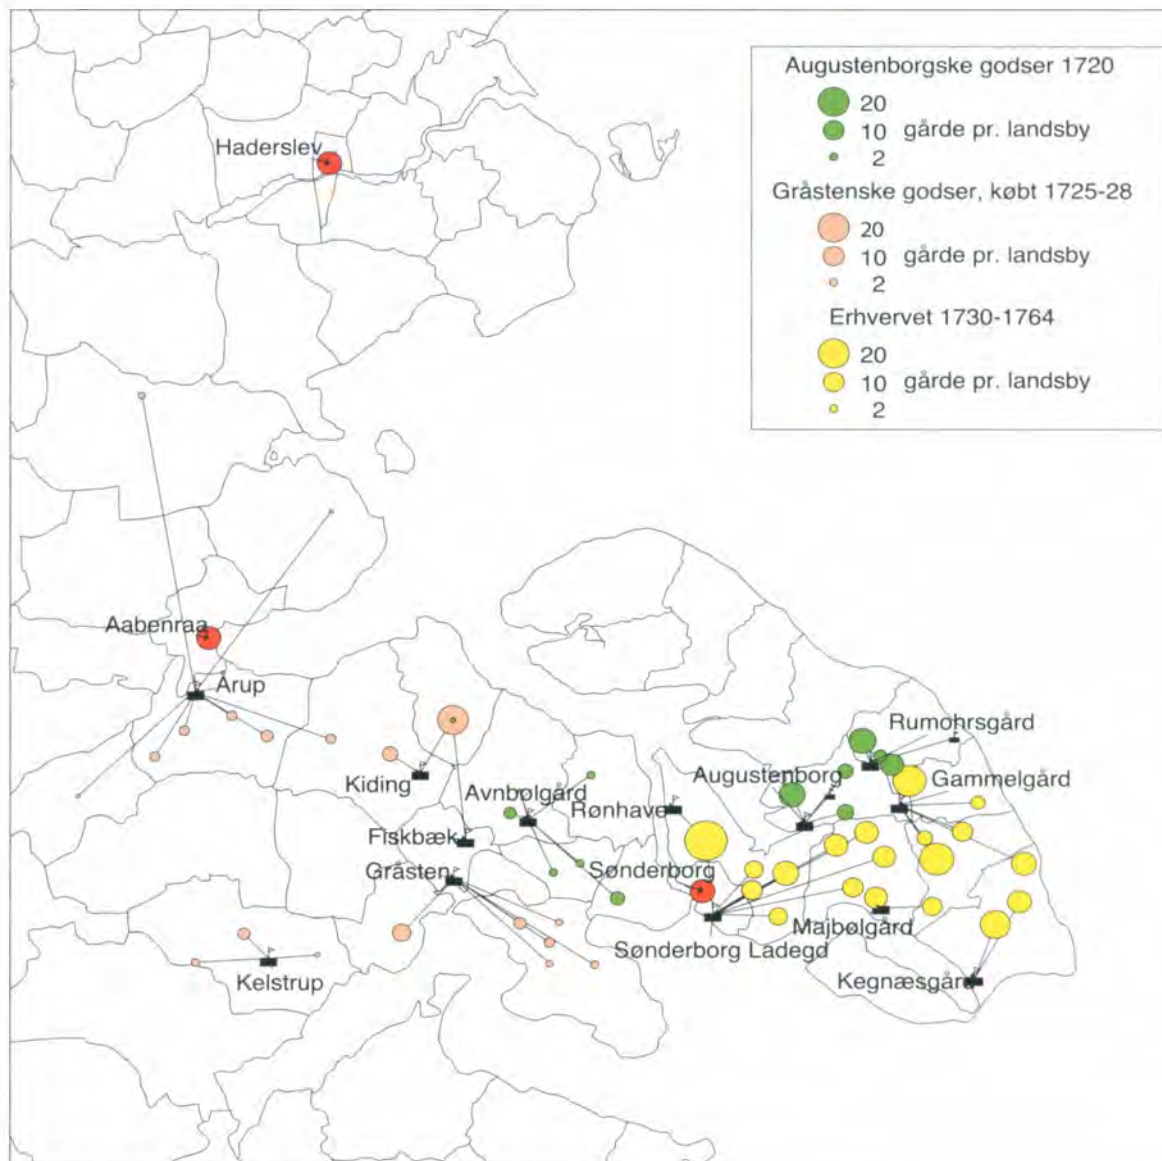 Augustenborgske godser 1720
20
10 gårde pr. landsby
2
Gråstenske godser, købt 1725-28
20
10 gårde pr. landsby
2
Erhvervet 1730-1764
20
10 gårde pr. landsby
2
Haderslev
Aabenraa
Årup
Kiding
Avnbølgård
Fiskbæk
Gråsten
Kelstrup
Rønhave
Sønderborg
Sønderborg Ladegd
Augustenborg
Rumohrsgård
Gammelgård
Majbølgård
Kegnæsgård